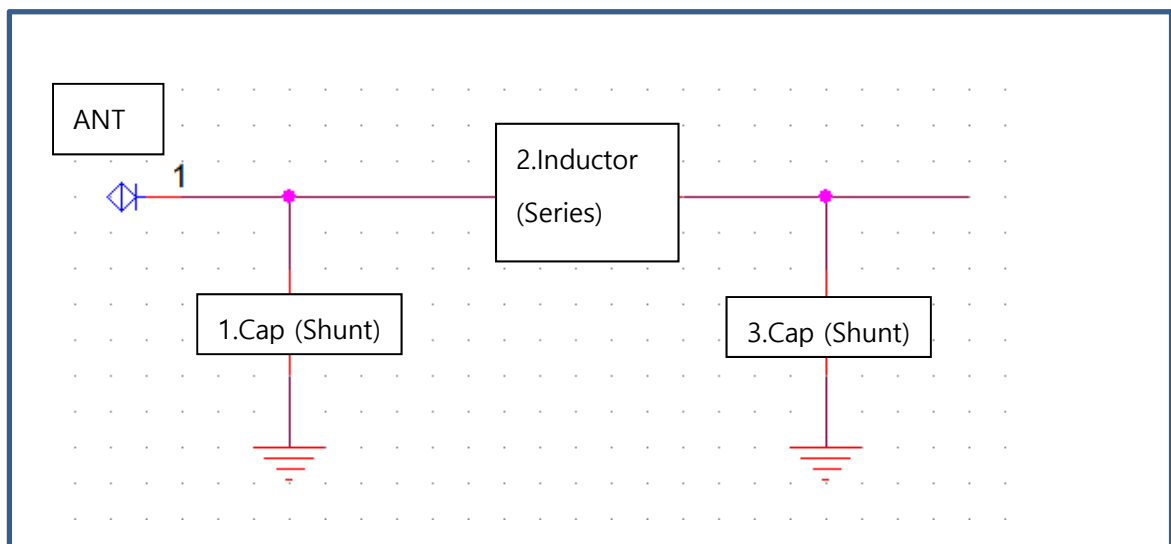 ANT
1
2.Inductor
(Series)
1.Cap (Shunt)
3.Cap (Shunt)